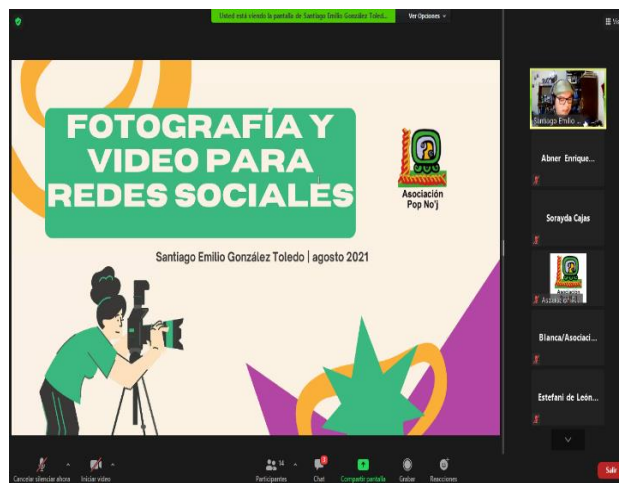 Usted está viendo la pantalla de Santiago Emilio González Toled...
Ver Opciones
FOTOGRAFÍA Y
VIDEO PARA
REDES SOCIALES
Asociación
Pop No'j
Santiago Emilio González Toledo | agosto 2021
Santiago Emilio ...
Abner Enrique...
Sorayda Cajas
Blanca/Asociaci...
Estefani de León...
Cancelar silenciar ahora
Iniciar video
Participantes
14
Chat
Compartir pantalla
Grabar
Reacciones
Salir